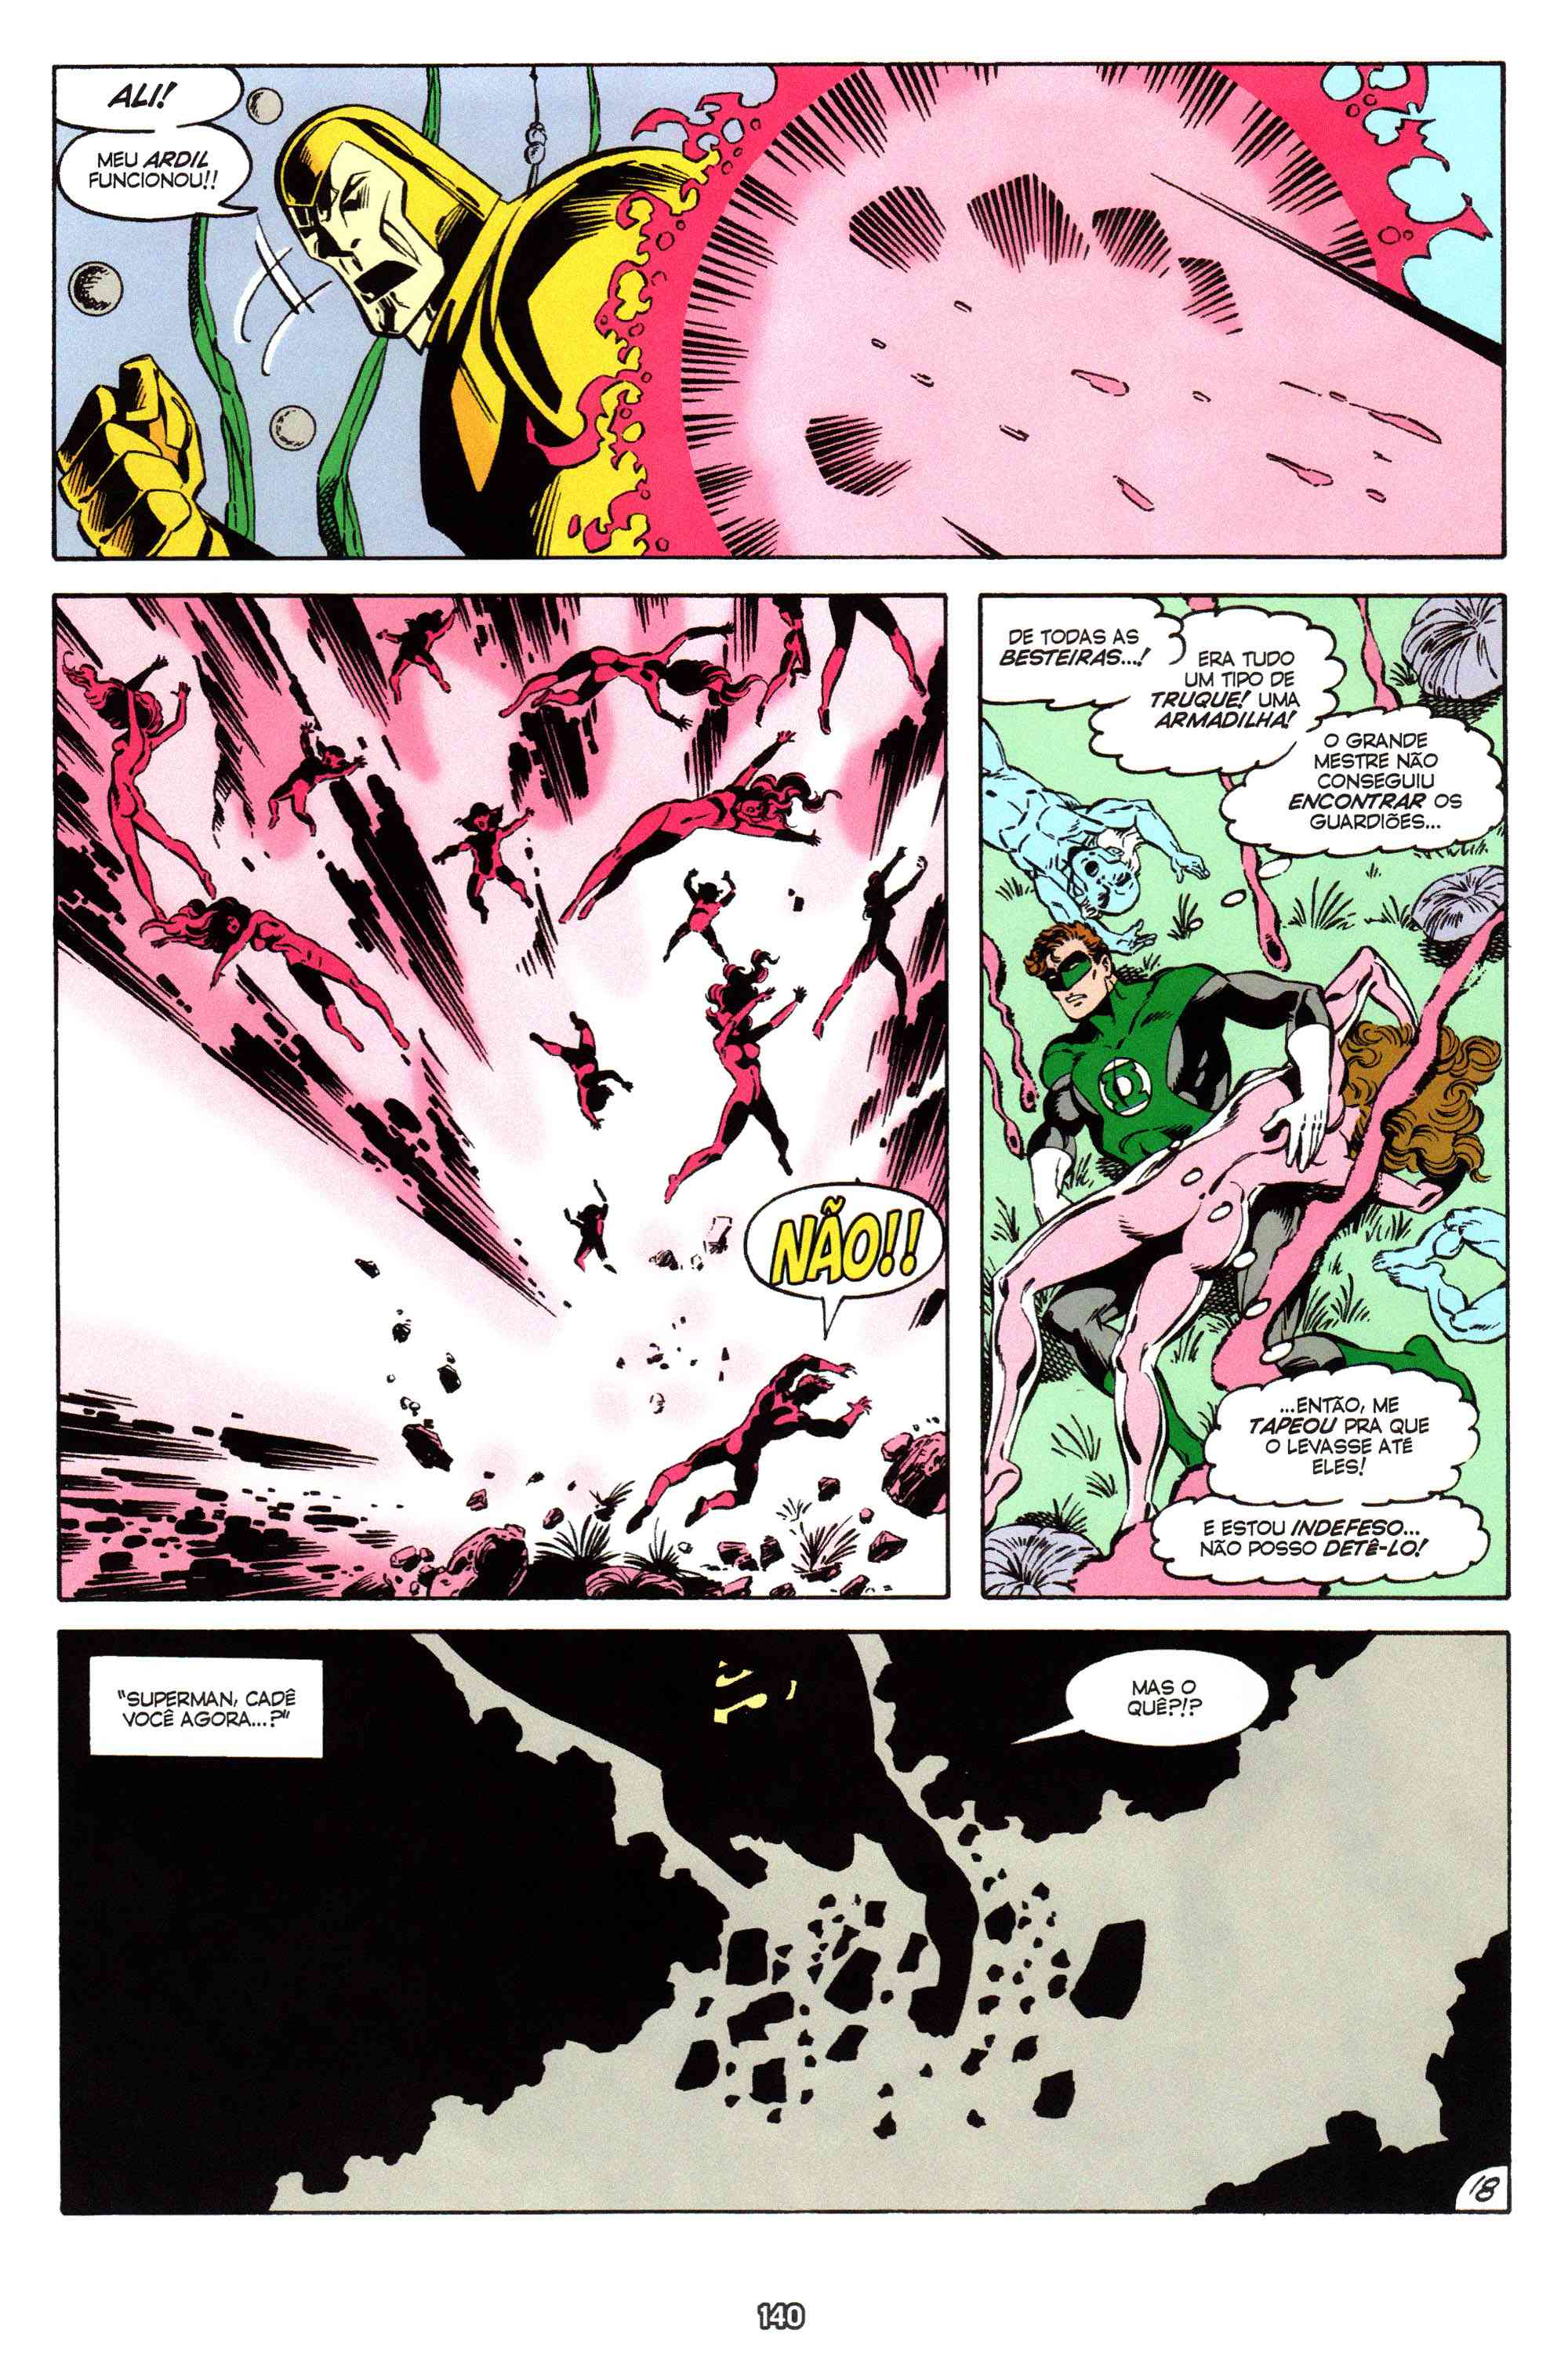 ALI!
MEU ARDIL
FUNCIONOU!!
NÃO!!
DE TODAS AS
BESTEIRAS...!
ERA TUDO
UM TIPO DE
TRUQUE! UMA
ARMADILHA!
O GRANDE
MESTRE NÃO
CONSEGUIU
ENCONTRAR OS
GUARDIÕES...
...ENTÃO, ME
TAPEOU PRA QUE
O LEVASSE ATÉ
ELES!
E ESTOU INDEFESO...
NÃO POSSO DETÊ-LO!
"SUPERMAN, CADÊ
VOCÊ AGORA...?"
MAS O
QUÊ?!?
18
140